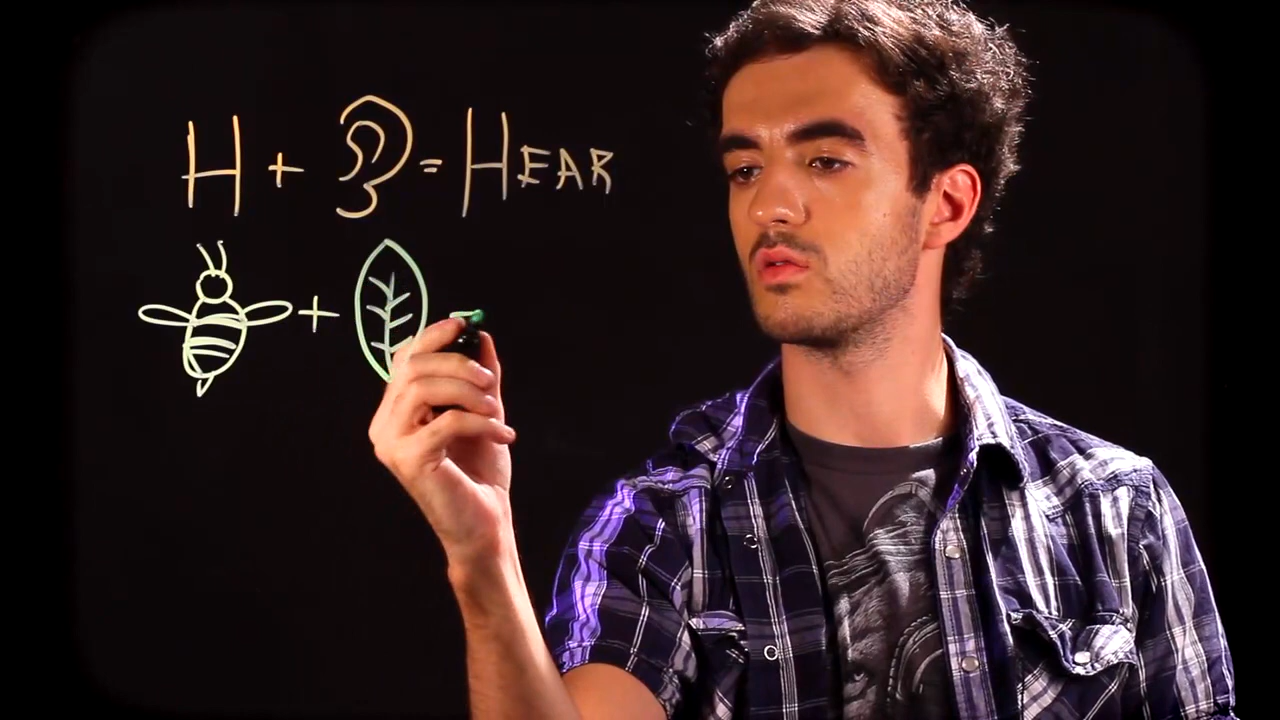 H + = HEAR
+ =